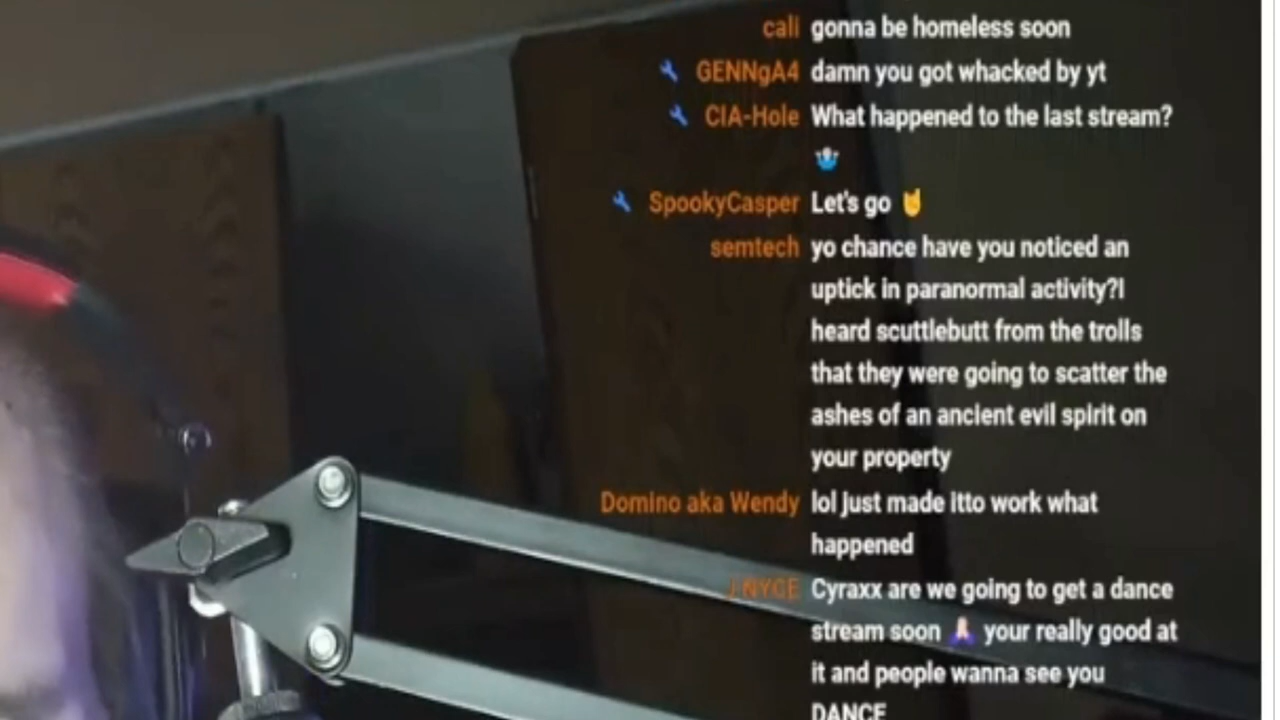 cali gonna be homeless soon
GENNgA4 damn you got whacked by yt
CIA-Hole What happened to the last stream?
🤷
SpookyCasper Let's go 🤘
semtech yo chance have you noticed an
uptick in paranormal activity?I
heard scuttlebutt from the trolls
that they were going to scatter the
ashes of an ancient evil spirit on
your property
Domino aka Wendy lol just made itto work what
happened
J NYCE Cyraxx are we going to get a dance
stream soon 🙏🏻 your really good at
it and people wanna see you
DANCE